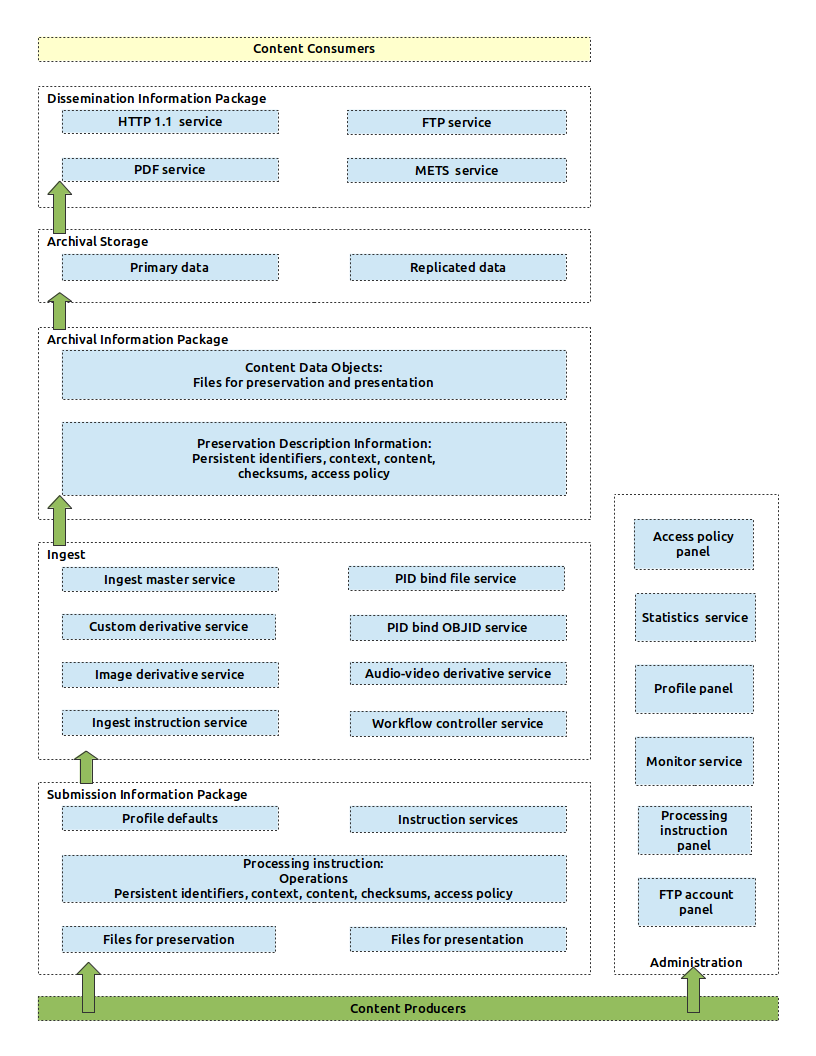 Content Consumers
Dissemination Information Package
HTTP 1.1 service
FTP service
PDF service
METS service
Archival Storage
Primary data
Replicated data
Archival Information Package
Content Data Objects:
Files for preservation and presentation
Preservation Description Information:
Persistent identifiers, context, content,
checksums, access policy
Ingest
Ingest master service
PID bind file service
Custom derivative service
PID bind OBJID service
Image derivative service
Audio-video derivative service
Ingest instruction service
Workflow controller service
Submission Information Package
Profile defaults
Instruction services
Processing instruction:
Operations
Persistent identifiers, context, content, checksums, access policy
Files for preservation
Files for presentation
Access policy
panel
Statistics service
Profile panel
Monitor service
Processing
instruction
panel
FTP account
panel
Administration
Content Producers